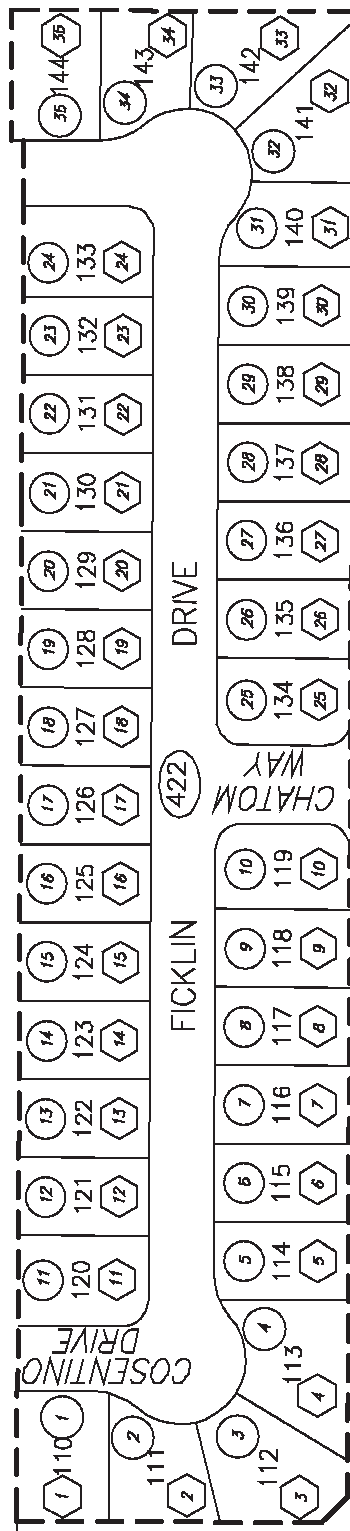 36 144 35
34 143 34
33 142 33
32 141 32
31 140 31
24 133 24
30 139 30
23 132 23
29 138 29
22 131 22
28 137 28
21 130 21
27 136 27
20 129 20
26 135 26
19 128 19
25 134 25
18 127 18
FICKLIN DRIVE
422
CHATOM
WAY
17 126 17
10 119 10
16 125 16
9 118 9
15 124 15
8 117 8
14 123 14
7 116 7
13 122 13
6 115 6
12 121 12
5 114 5
11 120 11
COSENTINO
DRIVE
4 113 4
1 110 1
2 111 2
3 112 3